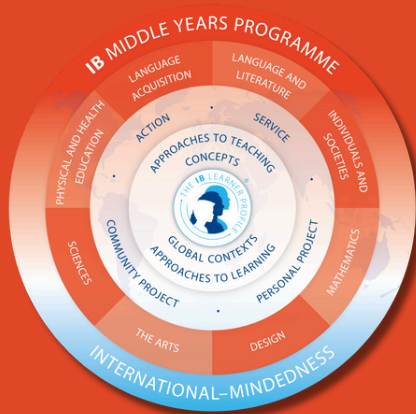 IB MIDDLE YEARS PROGRAMME
LANGUAGE
ACQUISITION
LANGUAGE AND
LITERATURE
PHYSICAL AND HEALTH
EDUCATION
INDIVIDUALS AND
SOCIETIES
SCIENCES
MATHEMATICS
THE ARTS
DESIGN
ACTION
SERVICE
COMMUNITY PROJECT
PERSONAL PROJECT
APPROACHES TO TEACHING
CONCEPTS
THE IB LEARNER PROFILE
GLOBAL CONTEXTS
APPROACHES TO LEARNING
INTERNATIONAL–MINDEDNESS